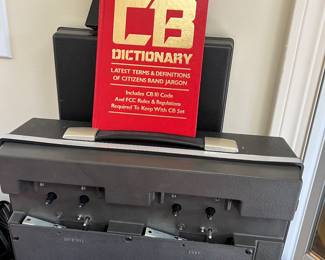 CB
DICTIONARY
LATEST TERMS & DEFINITIONS
OF CITIZENS BAND JARGON
Includes CB 10 Code
And FCC Rules & Regulations
Required To Keep With CB Set